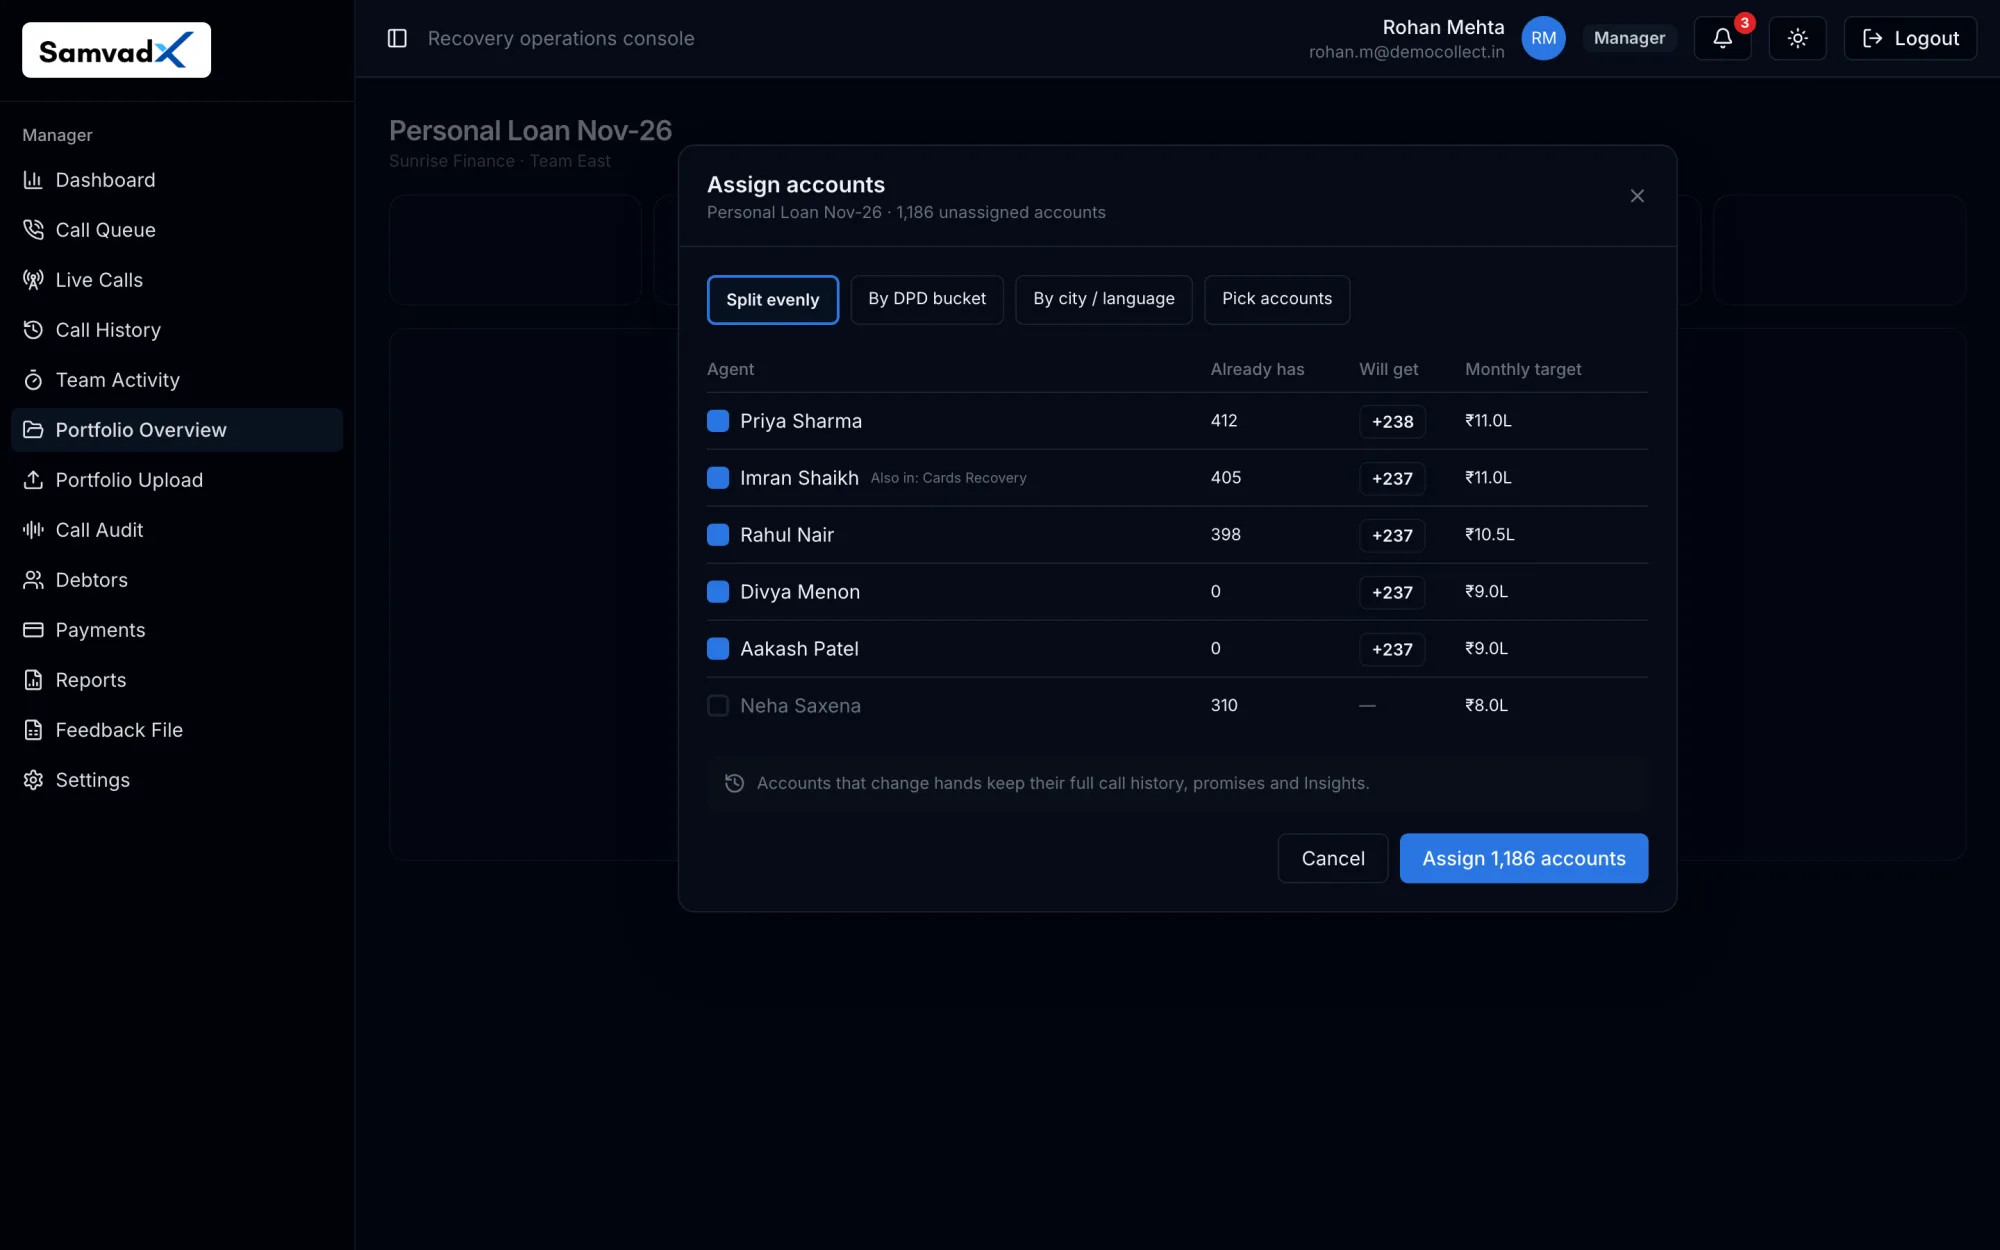 SamvadX
Recovery operations console
Rohan Mehta
rohan.m@democollect.in
RM
Manager
3
Logout
Manager
Dashboard
Call Queue
Live Calls
Call History
Team Activity
Portfolio Overview
Portfolio Upload
Call Audit
Debtors
Payments
Reports
Feedback File
Settings
Personal Loan Nov-26
Sunrise Finance · Team East
Assign accounts
Personal Loan Nov-26 · 1,186 unassigned accounts
Split evenly By DPD bucket By city / language Pick accounts
Agent Already has Will get Monthly target
Priya Sharma 412 +238 ₹11.0L
Imran Shaikh Also in: Cards Recovery 405 +237 ₹11.0L
Rahul Nair 398 +237 ₹10.5L
Divya Menon 0 +237 ₹9.0L
Aakash Patel 0 +237 ₹9.0L
Neha Saxena 310 — ₹8.0L
Accounts that change hands keep their full call history, promises and Insights.
Cancel Assign 1,186 accounts